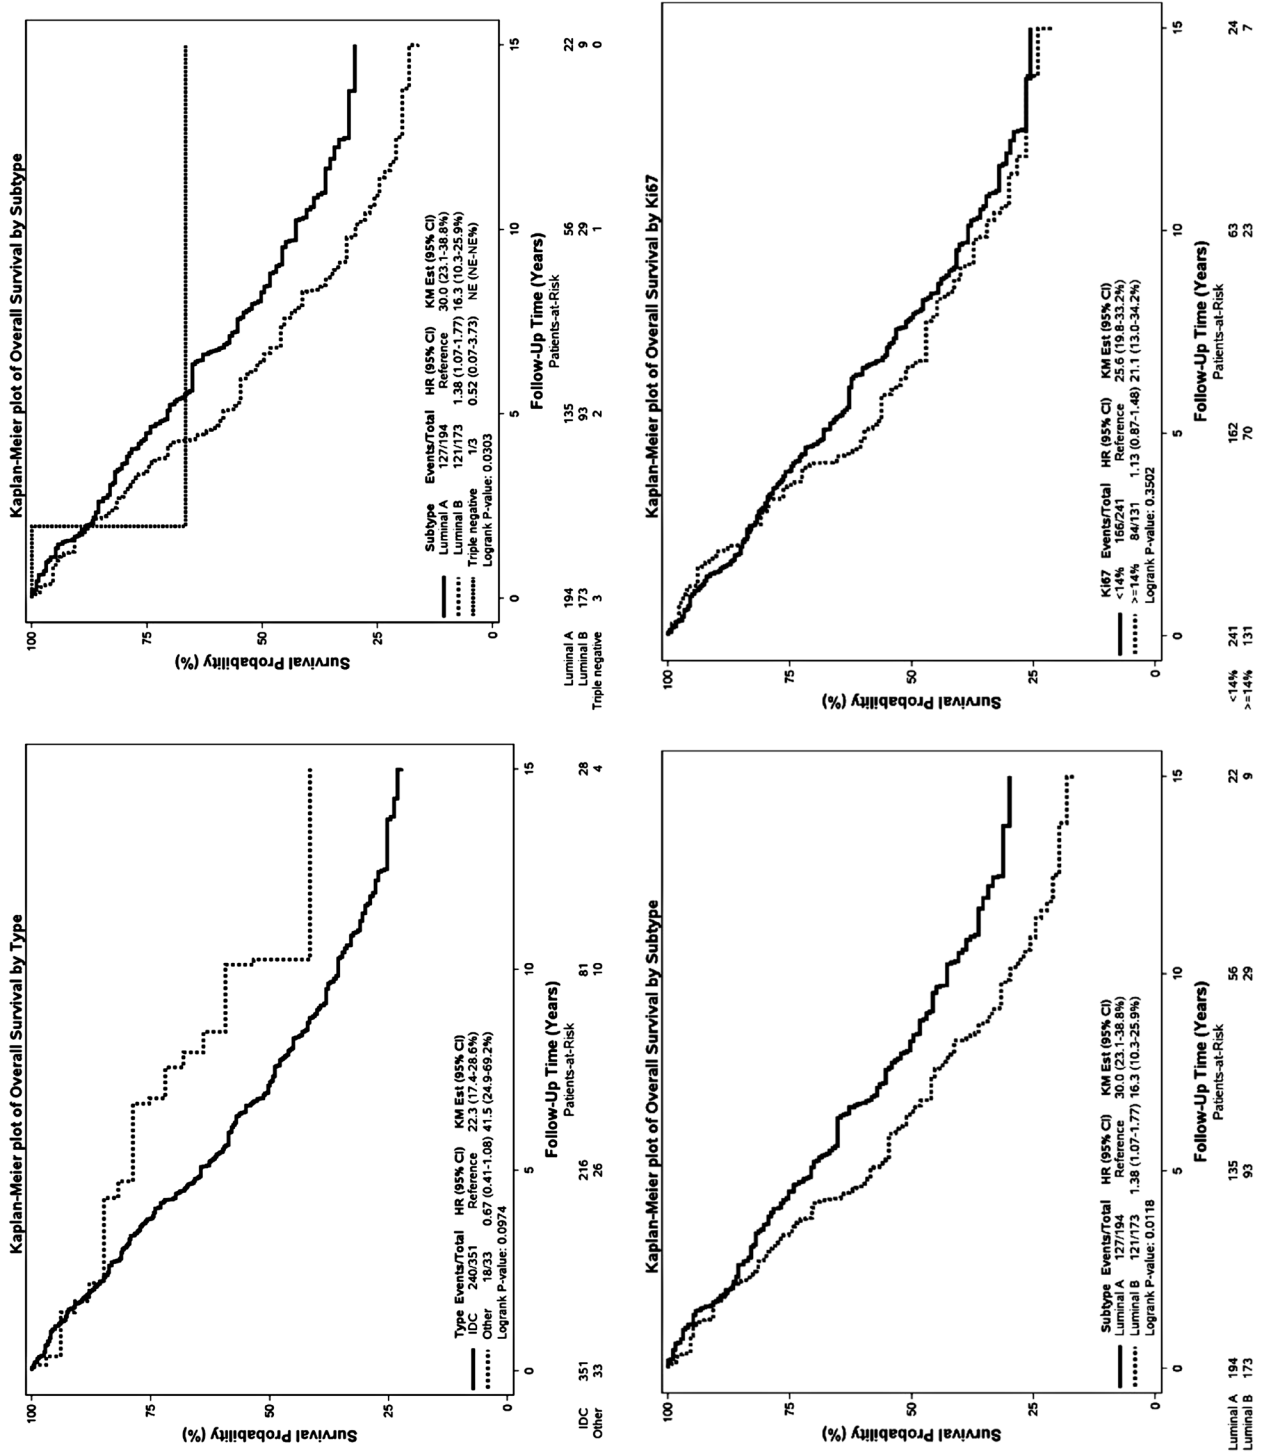 Kaplan-Meier plot of Overall Survival by Type
100
75
50
25
0
Survival Probability (%)
Type Events/Total HR (95% CI) KM Est (95% CI)
IDC 240/351 Reference 22.3 (17.4-28.6%)
Other 18/33 0.67 (0.41-1.08) 41.5 (24.9-69.2%)
Logrank P-value: 0.0974
0 5 10 15
Follow-Up Time (Years)
Patients-at-Risk
IDC 351 216 81 28
Other 33 26 10 4
Kaplan-Meier plot of Overall Survival by Subtype
100
75
50
25
0
Survival Probability (%)
Subtype Events/Total HR (95% CI) KM Est (95% CI)
Luminal A 127/194 Reference 30.0 (23.1-38.8%)
Luminal B 121/173 1.38 (1.07-1.77) 16.3 (10.3-25.9%)
Triple negative 1/3 0.52 (0.07-3.73) NE (NE-NE%)
Logrank P-value: 0.0303
0 5 10 15
Follow-Up Time (Years)
Patients-at-Risk
Luminal A 194 135 56 22
Luminal B 173 93 29 9
Triple negative 3 2 1 0
Kaplan-Meier plot of Overall Survival by Subtype
100
75
50
25
0
Survival Probability (%)
Subtype Events/Total HR (95% CI) KM Est (95% CI)
Luminal A 127/194 Reference 30.0 (23.1-38.8%)
Luminal B 121/173 1.38 (1.07-1.77) 16.3 (10.3-25.9%)
Logrank P-value: 0.0118
0 5 10 15
Follow-Up Time (Years)
Patients-at-Risk
Luminal A 194 135 56 22
Luminal B 173 93 29 9
Kaplan-Meier plot of Overall Survival by Ki67
100
75
50
25
0
Survival Probability (%)
Ki67 Events/Total HR (95% CI) KM Est (95% CI)
<14% 166/241 Reference 25.6 (19.8-33.2%)
>=14% 84/131 1.13 (0.87-1.48) 21.1 (13.0-34.2%)
Logrank P-value: 0.3502
0 5 10 15
Follow-Up Time (Years)
Patients-at-Risk
<14% 241 162 63 24
>=14% 131 70 23 7